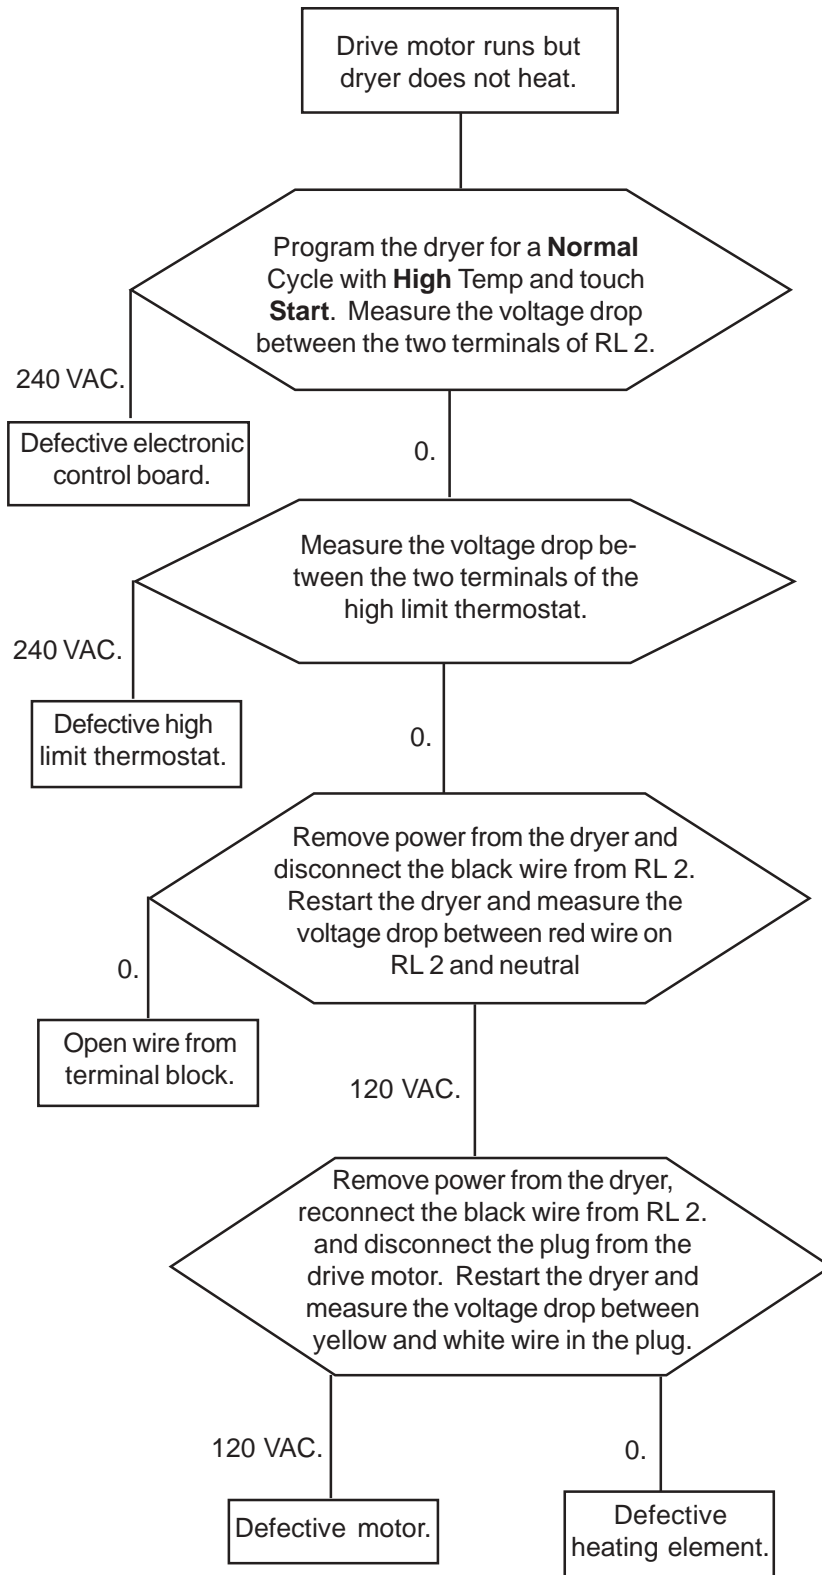 Drive motor runs but
dryer does not heat.
Program the dryer for a Normal
Cycle with High Temp and touch
Start. Measure the voltage drop
between the two terminals of RL 2.
240 VAC.
Defective electronic
control board.
0.
Measure the voltage drop be-
tween the two terminals of the
high limit thermostat.
240 VAC.
Defective high
limit thermostat.
0.
Remove power from the dryer and
disconnect the black wire from RL 2.
Restart the dryer and measure the
voltage drop between red wire on
RL 2 and neutral
0.
Open wire from
terminal block.
120 VAC.
Remove power from the dryer,
reconnect the black wire from RL 2.
and disconnect the plug from the
drive motor. Restart the dryer and
measure the voltage drop between
yellow and white wire in the plug.
120 VAC.
Defective motor.
0.
Defective
heating element.